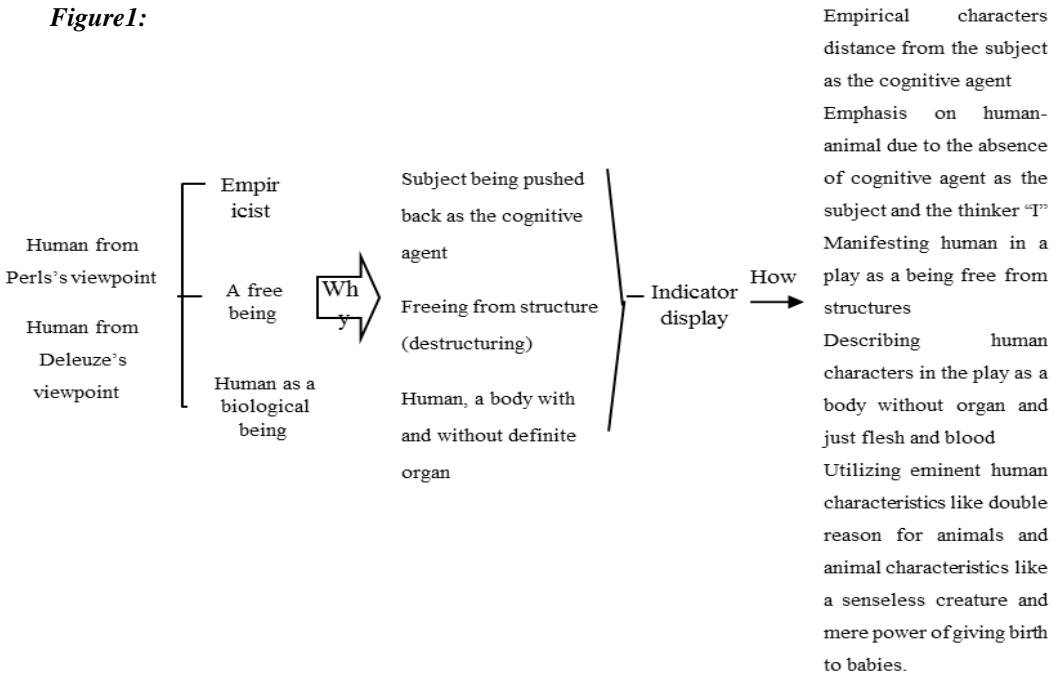 Figure1:
Human from
Perls's viewpoint
Human from
Deleuze's
viewpoint
Empir
icist
A free
being
Human as a
biological
being
Wh
y
Subject being pushed
back as the cognitive
agent
Freeing from structure
(destructuring)
Human, a body with
and without definite
organ
Indicator
display
How
Empirical characters
distance from the subject
as the cognitive agent
Emphasis on human-
animal due to the absence
of cognitive agent as the
subject and the thinker “I”
Manifesting human in a
play as a being free from
structures
Describing human
characters in the play as a
body without organ and
just flesh and blood
Utilizing eminent human
characteristics like double
reason for animals and
animal characteristics like
a senseless creature and
mere power of giving birth
to babies.